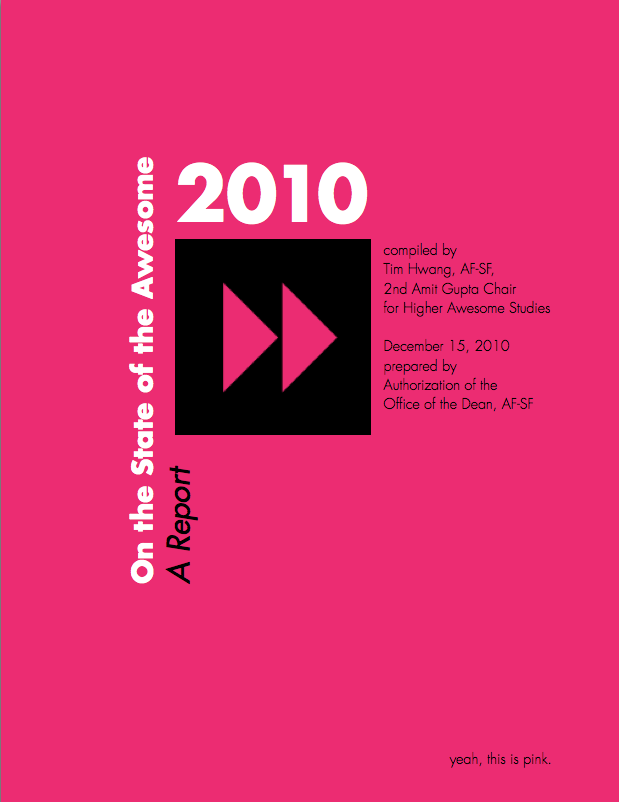 On the State of the Awesome
A Report
2010
compiled by
Tim Hwang, AF-SF,
2nd Amit Gupta Chair
for Higher Awesome Studies
December 15, 2010
prepared by
Authorization of the
Office of the Dean, AF-SF
yeah, this is pink.